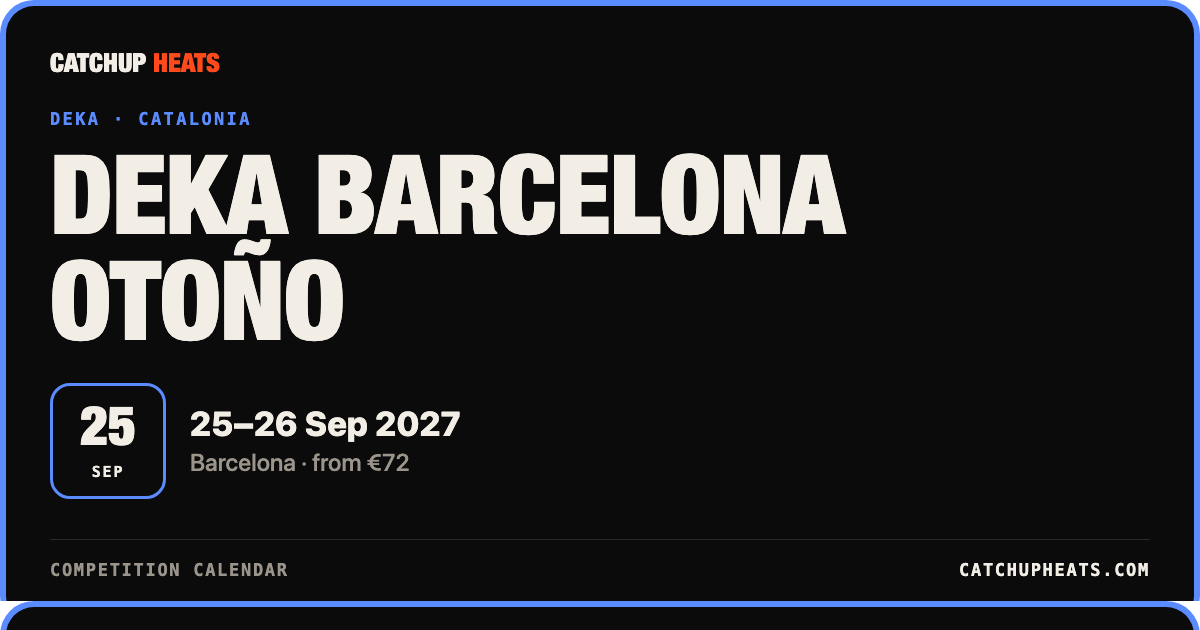 CATCHUP HEATS
DEKA · CATALONIA
DEKA BARCELONA
OTOÑO
25
SEP
25–26 Sep 2027
Barcelona · from €72
COMPETITION CALENDAR
CATCHUPHEATS.COM